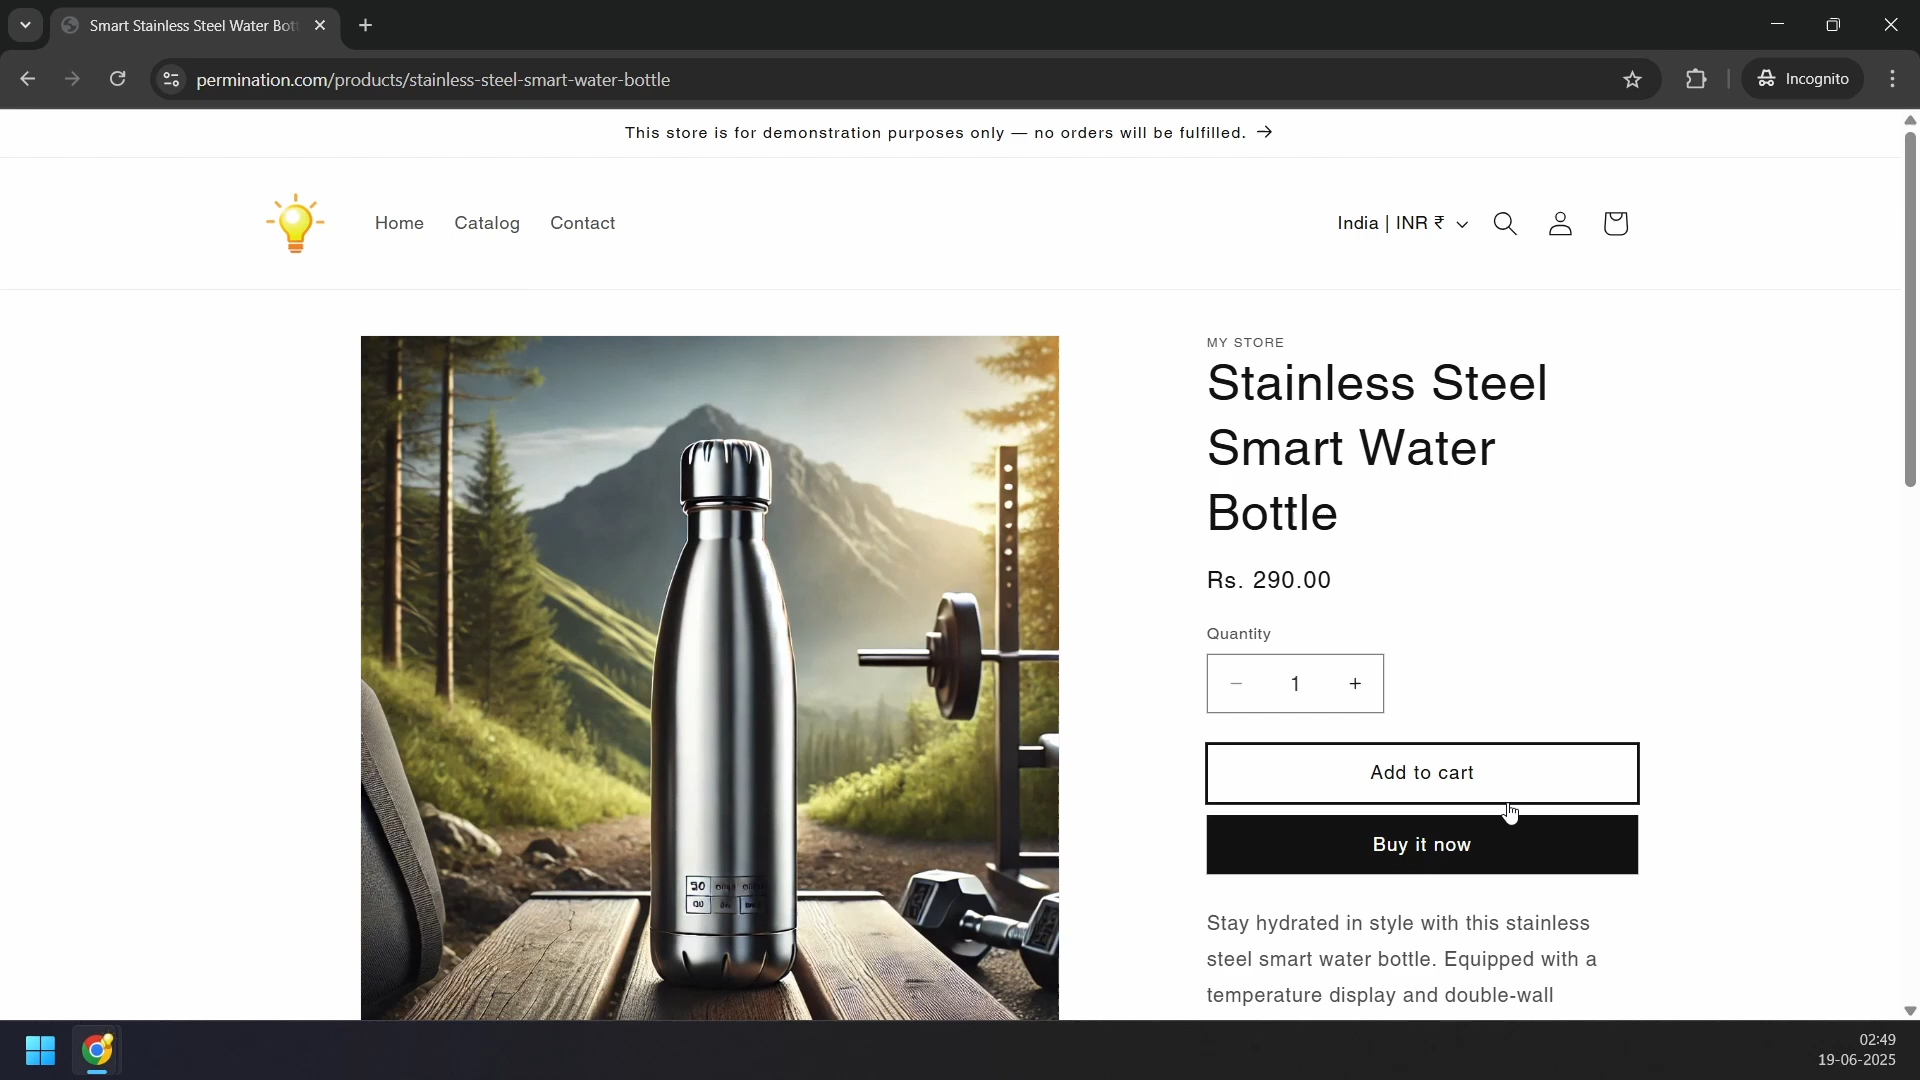 Smart Stainless Steel Water Bot
permination.com/products/stainless-steel-smart-water-bottle
Incognito
This store is for demonstration purposes only — no orders will be fulfilled. →
Home
Catalog
Contact
India | INR ₹
MY STORE
Stainless Steel
Smart Water
Bottle
Rs. 290.00
Quantity
− 1 +
Add to cart
Buy it now
Stay hydrated in style with this stainless
steel smart water bottle. Equipped with a
temperature display and double-wall
02:49
19-06-2025